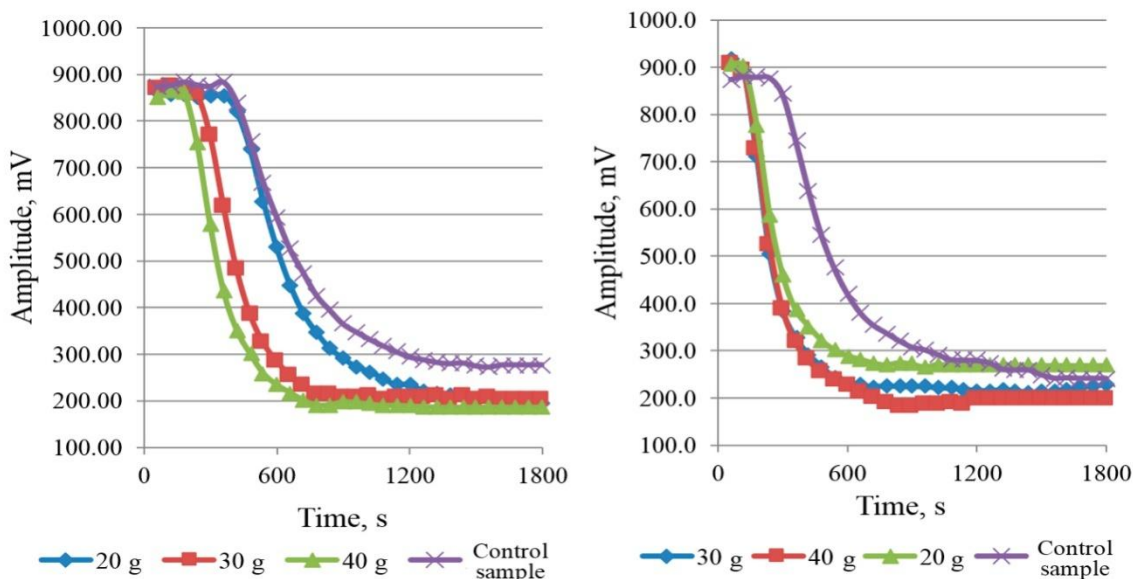 1000.00
900.00
800.00
700.00
600.00
500.00
400.00
300.00
200.00
100.00
Amplitude, mV
0 600 1200 1800
Time, s
20 g 30 g 40 g Control
sample
1000.0
900.0
800.0
700.0
600.0
500.0
400.0
300.0
200.0
100.0
Amplitude, mV
0 600 1200 1800
Time, s
30 g 40 g 20 g Control
sample